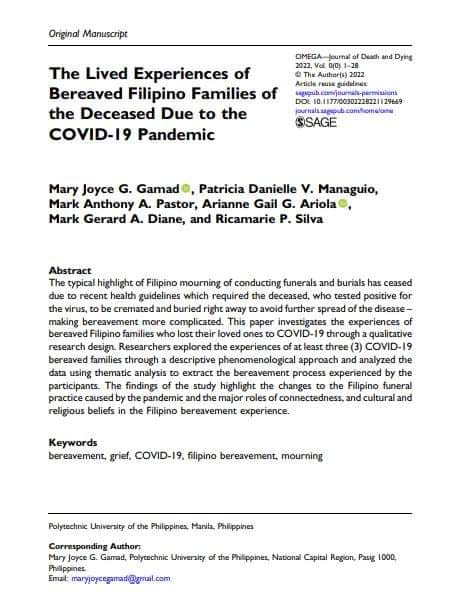 Original Manuscript
The Lived Experiences of
Bereaved Filipino Families of
the Deceased Due to the
COVID-19 Pandemic
OMEGA—Journal of Death and Dying
2022, Vol. 0(0) 1–28
© The Author(s) 2022
Article reuse guidelines:
sagepub.com/journals-permissions
DOI: 10.1177/00302228221129669
journals.sagepub.com/home/ome
SAGE
Mary Joyce G. Gamad iD, Patricia Danielle V. Managuio,
Mark Anthony A. Pastor, Arianne Gail G. Ariola iD,
Mark Gerard A. Diane, and Ricamarie P. Silva
Abstract
The typical highlight of Filipino mourning of conducting funerals and burials has ceased
due to recent health guidelines which required the deceased, who tested positive for
the virus, to be cremated and buried right away to avoid further spread of the disease –
making bereavement more complicated. This paper investigates the experiences of
bereaved Filipino families who lost their loved ones to COVID-19 through a qualitative
research design. Researchers explored the experiences of at least three (3) COVID-19
bereaved families through a descriptive phenomenological approach and analyzed the
data using thematic analysis to extract the bereavement process experienced by the
participants. The findings of the study highlight the changes to the Filipino funeral
practice caused by the pandemic and the major roles of connectedness, and cultural and
religious beliefs in the Filipino bereavement experience.
Keywords
bereavement, grief, COVID-19, filipino bereavement, mourning
Polytechnic University of the Philippines, Manila, Philippines
Corresponding Author:
Mary Joyce G. Gamad, Polytechnic University of the Philippines, National Capital Region, Pasig 1000,
Philippines.
Email: maryjoycegamad@gmail.com